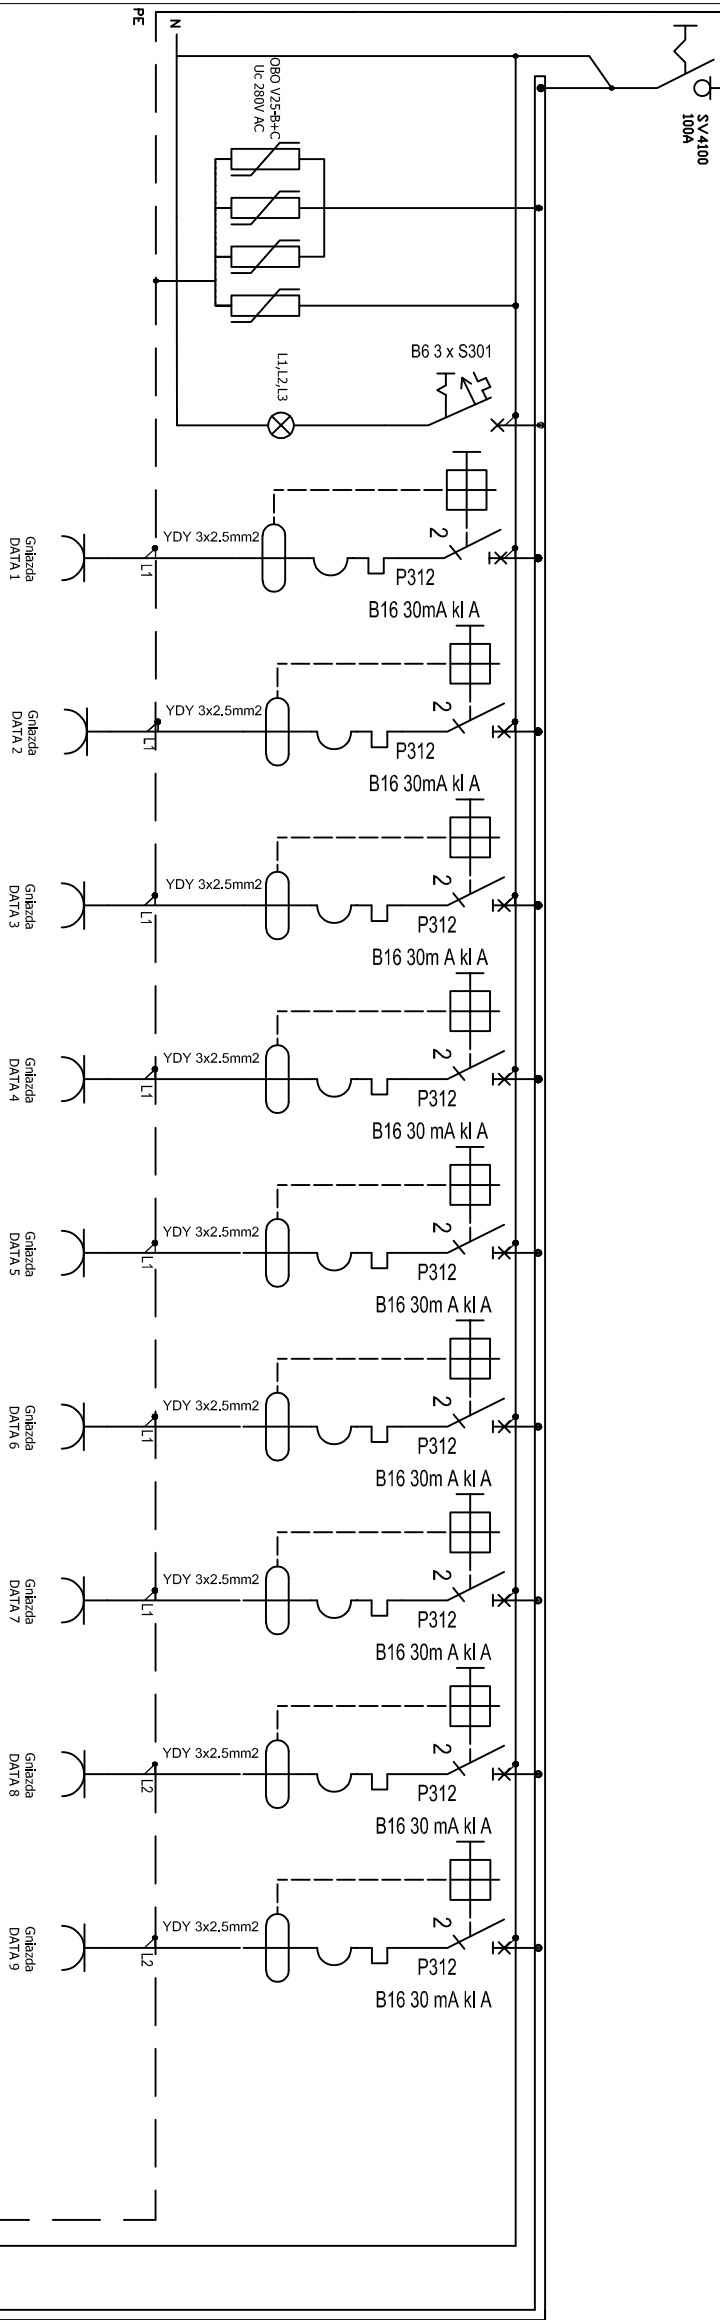 PE
N
SV4100
100A
OBO V25-B+C
Uc 280V AC
B6 3 x S301
L1,L2,L3
YDY 3x2.5mm2
2
P312
B16 30mA kl A
L1
Gniazda
DATA 1
YDY 3x2.5mm2
2
P312
B16 30mA kl A
L1
Gniazda
DATA 2
YDY 3x2.5mm2
2
P312
B16 30m A kl A
L1
Gniazda
DATA 3
YDY 3x2.5mm2
2
P312
B16 30 mA kl A
L1
Gniazda
DATA 4
YDY 3x2.5mm2
2
P312
B16 30m A kl A
L1
Gniazda
DATA 5
YDY 3x2.5mm2
2
P312
B16 30m A kl A
L1
Gniazda
DATA 6
YDY 3x2.5mm2
2
P312
B16 30m A kl A
L1
Gniazda
DATA 7
YDY 3x2.5mm2
2
P312
B16 30 mA kl A
L2
Gniazda
DATA 8
YDY 3x2.5mm2
2
P312
B16 30 mA kl A
L2
Gniazda
DATA 9